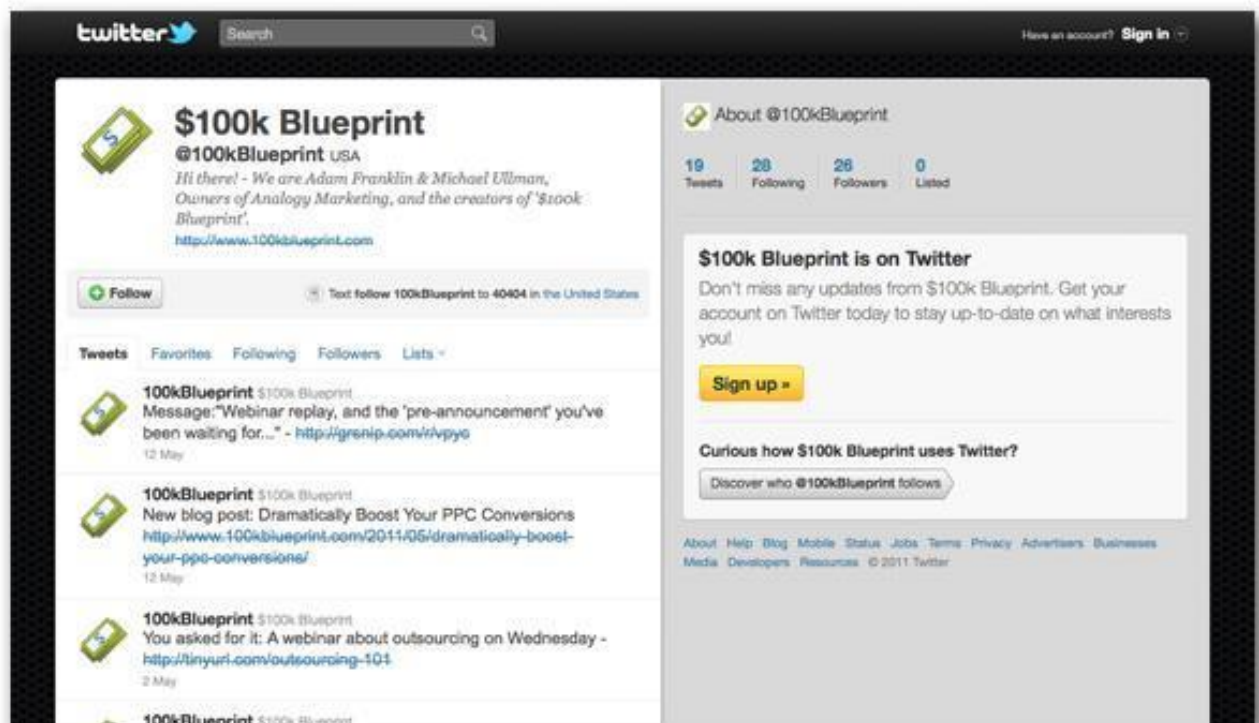 twitter
Search
Have an account? Sign in
$100k Blueprint
@100kBlueprint USA
Hi there! - We are Adam Franklin & Michael Ullman,
Owners of Analogy Marketing, and the creators of '$100k
Blueprint'.
http://www.100kblueprint.com
Follow
Text follow 100kBlueprint to 40404 in the United States
Tweets Favorites Following Followers Lists
100kBlueprint $100k Blueprint
Message:"Webinar replay, and the 'pre-announcement' you've
been waiting for..." - http://grsnip.com/r/vpyc
12 May
100kBlueprint $100k Blueprint
New blog post: Dramatically Boost Your PPC Conversions
http://www.100kblueprint.com/2011/05/dramatically-boost-
your-ppc-conversions/
12 May
100kBlueprint $100k Blueprint
You asked for it: A webinar about outsourcing on Wednesday -
http://tinyurl.com/outsourcing-101
2 May
100kBlueprint $100k Blueprint
About @100kBlueprint
19 28 26 0
Tweets Following Followers Listed
$100k Blueprint is on Twitter
Don't miss any updates from $100k Blueprint. Get your
account on Twitter today to stay up-to-date on what interests
you!
Sign up »
Curious how $100k Blueprint uses Twitter?
Discover who @100kBlueprint follows
About Help Blog Mobile Status Jobs Terms Privacy Advertisers Businesses
Media Developers Resources © 2011 Twitter